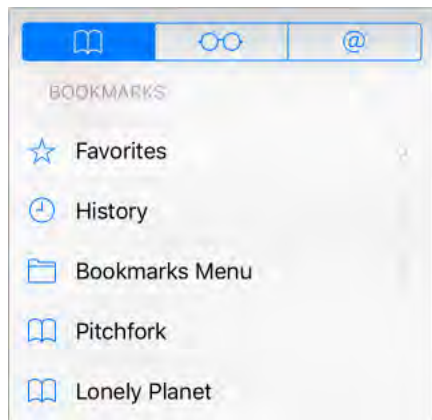 @
BOOKMARKS
Favorites
History
Bookmarks Menu
Pitchfork
Lonely Planet